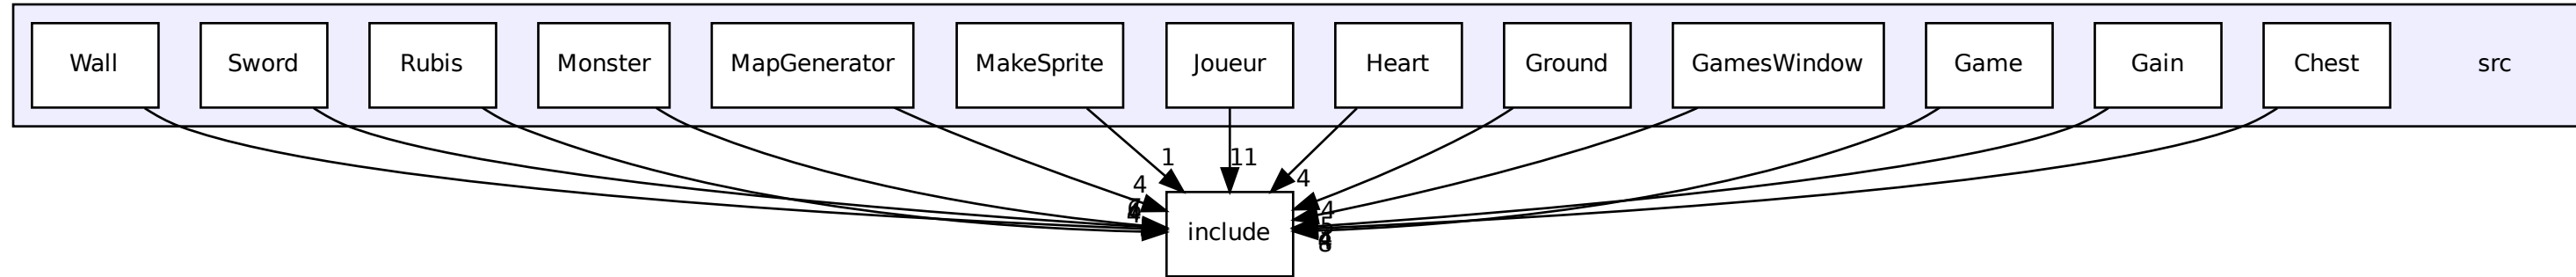 Wall
Sword
Rubis
Monster
MapGenerator
MakeSprite
Joueur
Heart
Ground
GamesWindow
Game
Gain
Chest
src
1
11
4
4
4
5
include